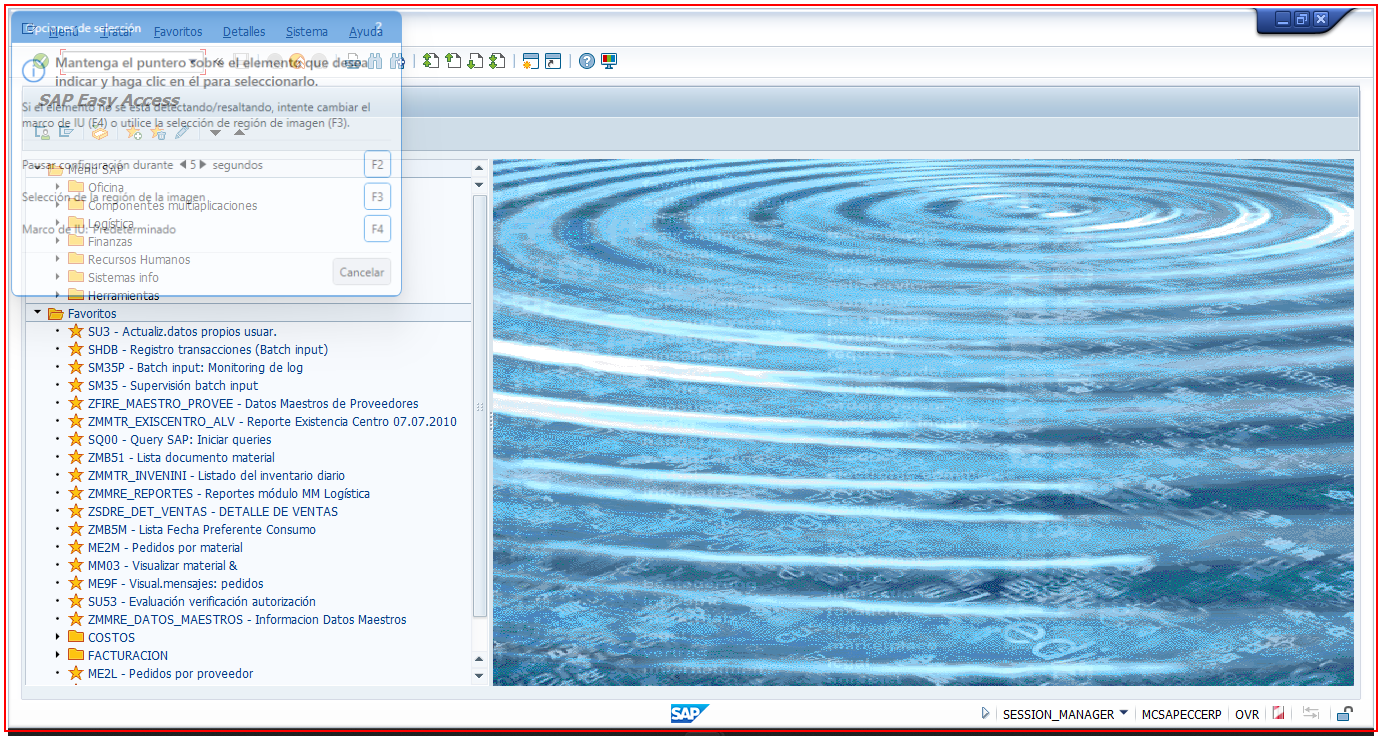 Opciones de selección
Menú Tratar Favoritos Detalles Sistema Ayuda
Mantenga el puntero sobre el elemento que desea
indicar y haga clic en él para seleccionarlo.
SAP Easy Access
Si el elemento no se está detectando/resaltando, intente cambiar el
marco de IU (F4) o utilice la selección de región de imagen (F3).
Pausar configuración durante 5 segundos F2
Menú SAP
Oficina
Selección de la región de la imagen F3
Componentes multiaplicaciones
Logística
Marco de IU: Predeterminado F4
Finanzas
Recursos Humanos
Cancelar
Sistemas info
Herramientas
Favoritos
SU3 - Actualiz.datos propios usuar.
SHDB - Registro transacciones (Batch input)
SM35P - Batch input: Monitoring de log
SM35 - Supervisión batch input
ZFIRE_MAESTRO_PROVEE - Datos Maestros de Proveedores
ZMMTR_EXISCENTRO_ALV - Reporte Existencia Centro 07.07.2010
SQ00 - Query SAP: Iniciar queries
ZMB51 - Lista documento material
ZMMTR_INVENINI - Listado del inventario diario
ZMMRE_REPORTES - Reportes módulo MM Logística
ZSDRE_DET_VENTAS - DETALLE DE VENTAS
ZMB5M - Lista Fecha Preferente Consumo
ME2M - Pedidos por material
MM03 - Visualizar material &
ME9F - Visual.mensajes: pedidos
SU53 - Evaluación verificación autorización
ZMMRE_DATOS_MAESTROS - Informacion Datos Maestros
COSTOS
FACTURACION
ME2L - Pedidos por proveedor
SAP
SESSION_MANAGER MCSAPECCERP OVR